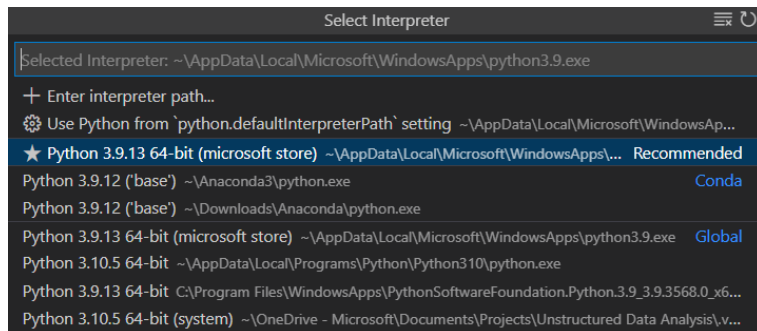 Select Interpreter
Selected Interpreter: ~\AppData\Local\Microsoft\WindowsApps\python3.9.exe
+ Enter interpreter path...
Use Python from `python.defaultInterpreterPath` setting ~\AppData\Local\Microsoft\WindowsAp...
Python 3.9.13 64-bit (microsoft store) ~\AppData\Local\Microsoft\WindowsApps\... Recommended
Python 3.9.12 ('base') ~\Anaconda3\python.exe Conda
Python 3.9.12 ('base') ~\Downloads\Anaconda\python.exe
Python 3.9.13 64-bit (microsoft store) ~\AppData\Local\Microsoft\WindowsApps\python3.9.exe Global
Python 3.10.5 64-bit ~\AppData\Local\Programs\Python\Python310\python.exe
Python 3.9.13 64-bit C:\Program Files\WindowsApps\PythonSoftwareFoundation.Python.3.9_3.9.3568.0_x6...
Python 3.10.5 64-bit (system) ~\OneDrive - Microsoft\Documents\Projects\Unstructured Data Analysis\.v...